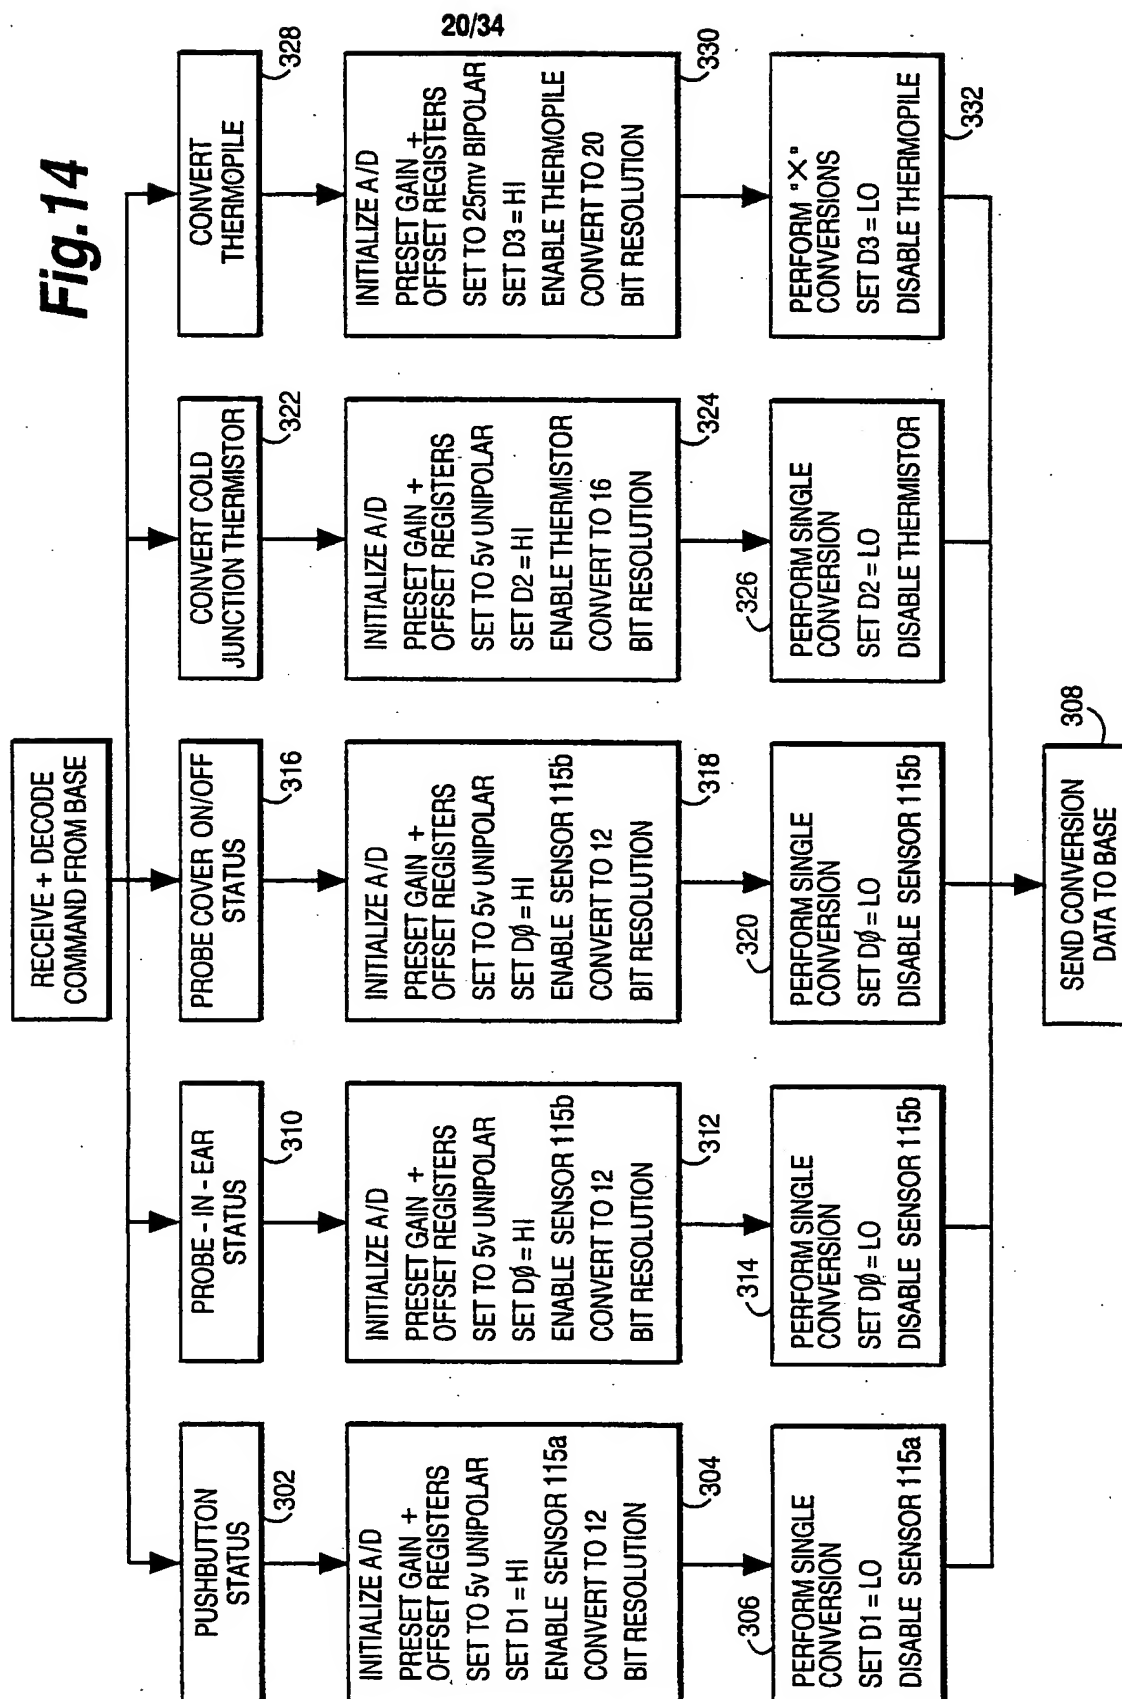 20/34
Fig.14
RECEIVE + DECODE
COMMAND FROM BASE
PUSHBUTTON
STATUS
302
INITIALIZE A/D
PRESET GAIN +
OFFSET REGISTERS
SET TO 5v UNIPOLAR
SET D1 = HI
ENABLE SENSOR 115a
CONVERT TO 12
BIT RESOLUTION
304
306
PERFORM SINGLE
CONVERSION
SET D1 = LO
DISABLE SENSOR 115a
PROBE - IN - EAR
STATUS
310
INITIALIZE A/D
PRESET GAIN +
OFFSET REGISTERS
SET TO 5v UNIPOLAR
SET DØ = HI
ENABLE SENSOR 115b
CONVERT TO 12
BIT RESOLUTION
312
314
PERFORM SINGLE
CONVERSION
SET DØ = LO
DISABLE SENSOR 115b
PROBE COVER ON/OFF
STATUS
316
INITIALIZE A/D
PRESET GAIN +
OFFSET REGISTERS
SET TO 5v UNIPOLAR
SET DØ = HI
ENABLE SENSOR 115b
CONVERT TO 12
BIT RESOLUTION
318
320
PERFORM SINGLE
CONVERSION
SET DØ = LO
DISABLE SENSOR 115b
CONVERT COLD
JUNCTION THERMISTOR
322
INITIALIZE A/D
PRESET GAIN +
OFFSET REGISTERS
SET TO 5v UNIPOLAR
SET D2 = HI
ENABLE THERMISTOR
CONVERT TO 16
BIT RESOLUTION
324
326
PERFORM SINGLE
CONVERSION
SET D2 = LO
DISABLE THERMISTOR
CONVERT
THERMOPILE
328
INITIALIZE A/D
PRESET GAIN +
OFFSET REGISTERS
SET TO 25mv BIPOLAR
SET D3 = HI
ENABLE THERMOPILE
CONVERT TO 20
BIT RESOLUTION
330
PERFORM "X"
CONVERSIONS
SET D3 = LO
DISABLE THERMOPILE
332
SEND CONVERSION
DATA TO BASE
308